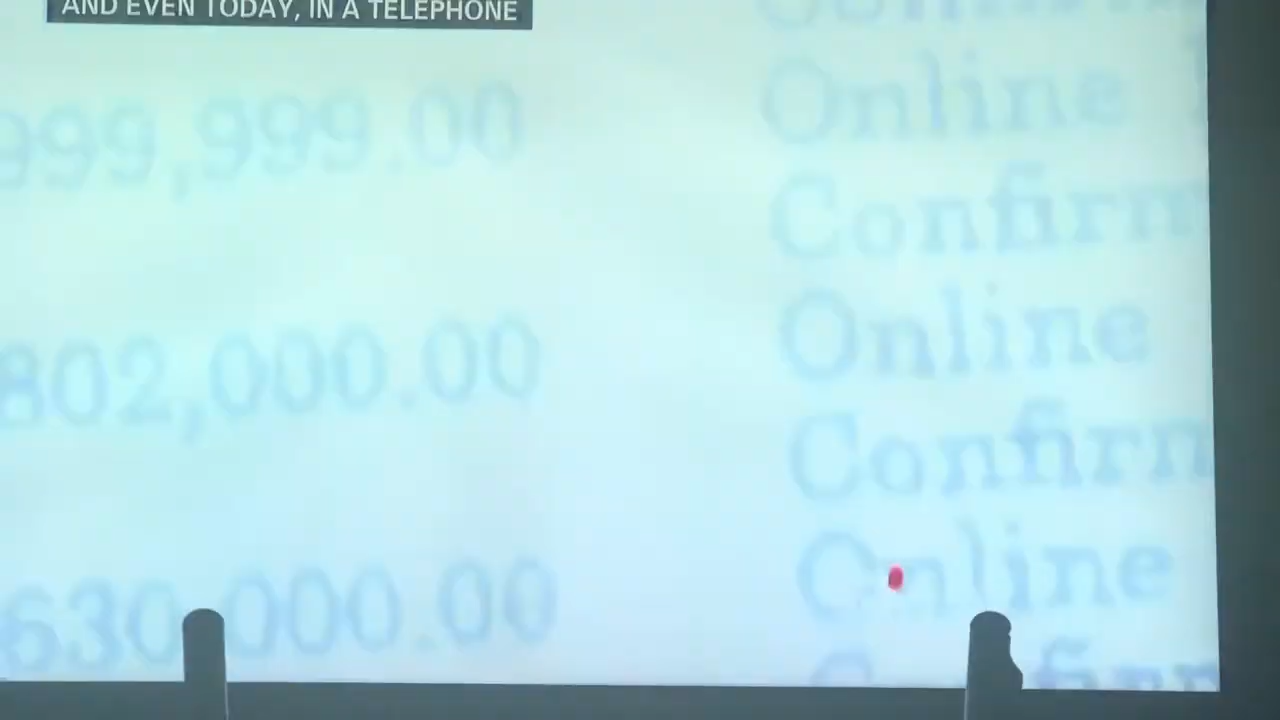 AND EVEN TODAY, IN A TELEPHONE
Online
999,999.00
Confirm
Online
802,000.00
Confirm
Online
630,000.00
Confirm